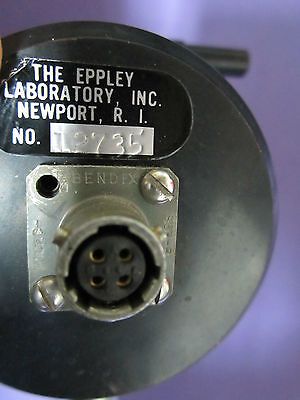 THE EPPLEY
LABORATORY, INC.
NEWPORT, R. I.
NO. 12735
BENDIX